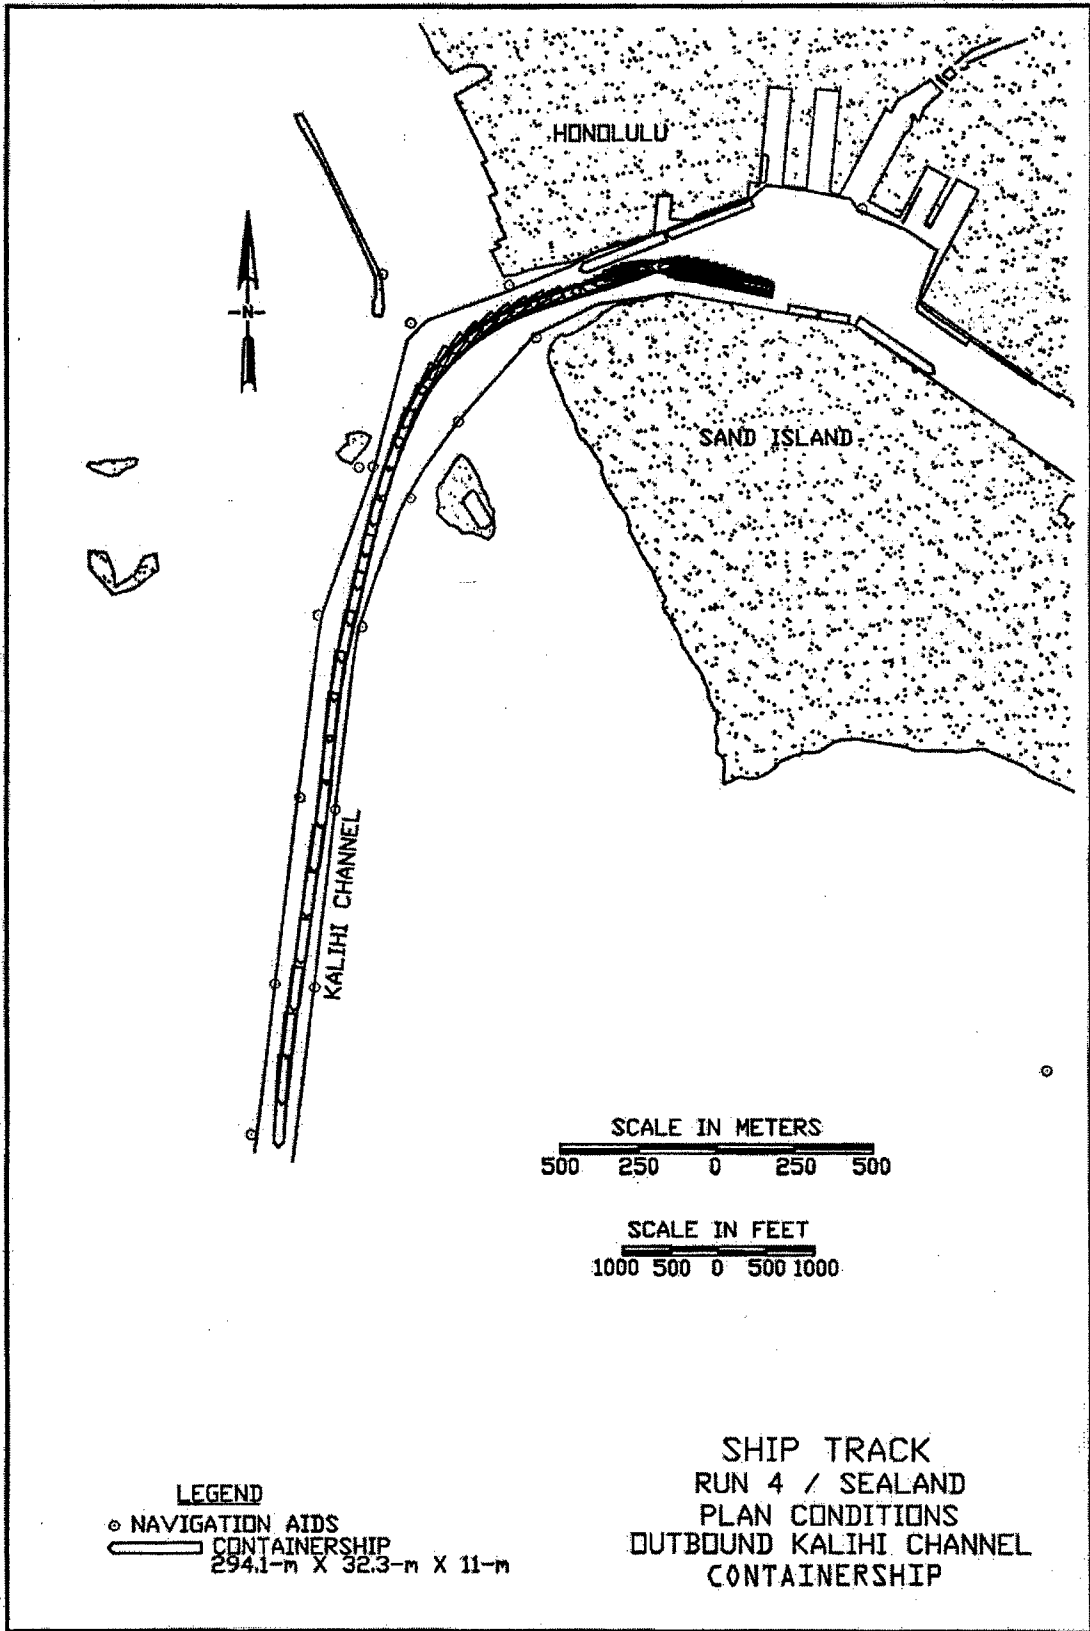 HONOLULU
-N-
SAND ISLAND
KALIHI CHANNEL
SCALE IN METERS
500 250 0 250 500
SCALE IN FEET
1000 500 0 500 1000
LEGEND
NAVIGATION AIDS
CONTAINERSHIP
294.1-m X 32.3-m X 11-m
SHIP TRACK
RUN 4 / SEALAND
PLAN CONDITIONS
OUTBOUND KALIHI CHANNEL
CONTAINERSHIP